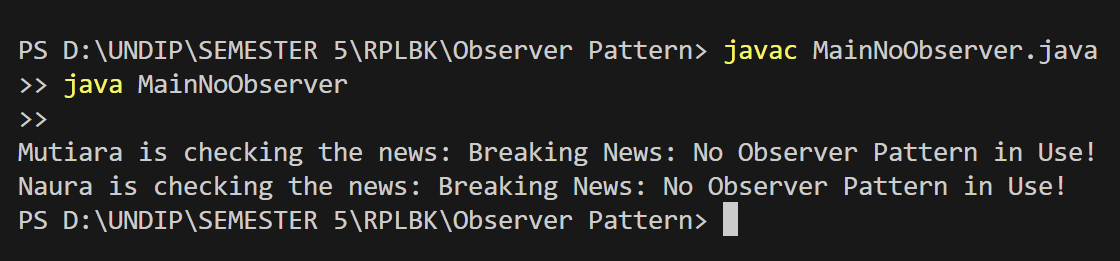 PS D:\UNDIP\SEMESTER 5\RPLBK\Observer Pattern> javac MainNoObserver.java
>> java MainNoObserver
>>
Mutiara is checking the news: Breaking News: No Observer Pattern in Use!
Naura is checking the news: Breaking News: No Observer Pattern in Use!
PS D:\UNDIP\SEMESTER 5\RPLBK\Observer Pattern>